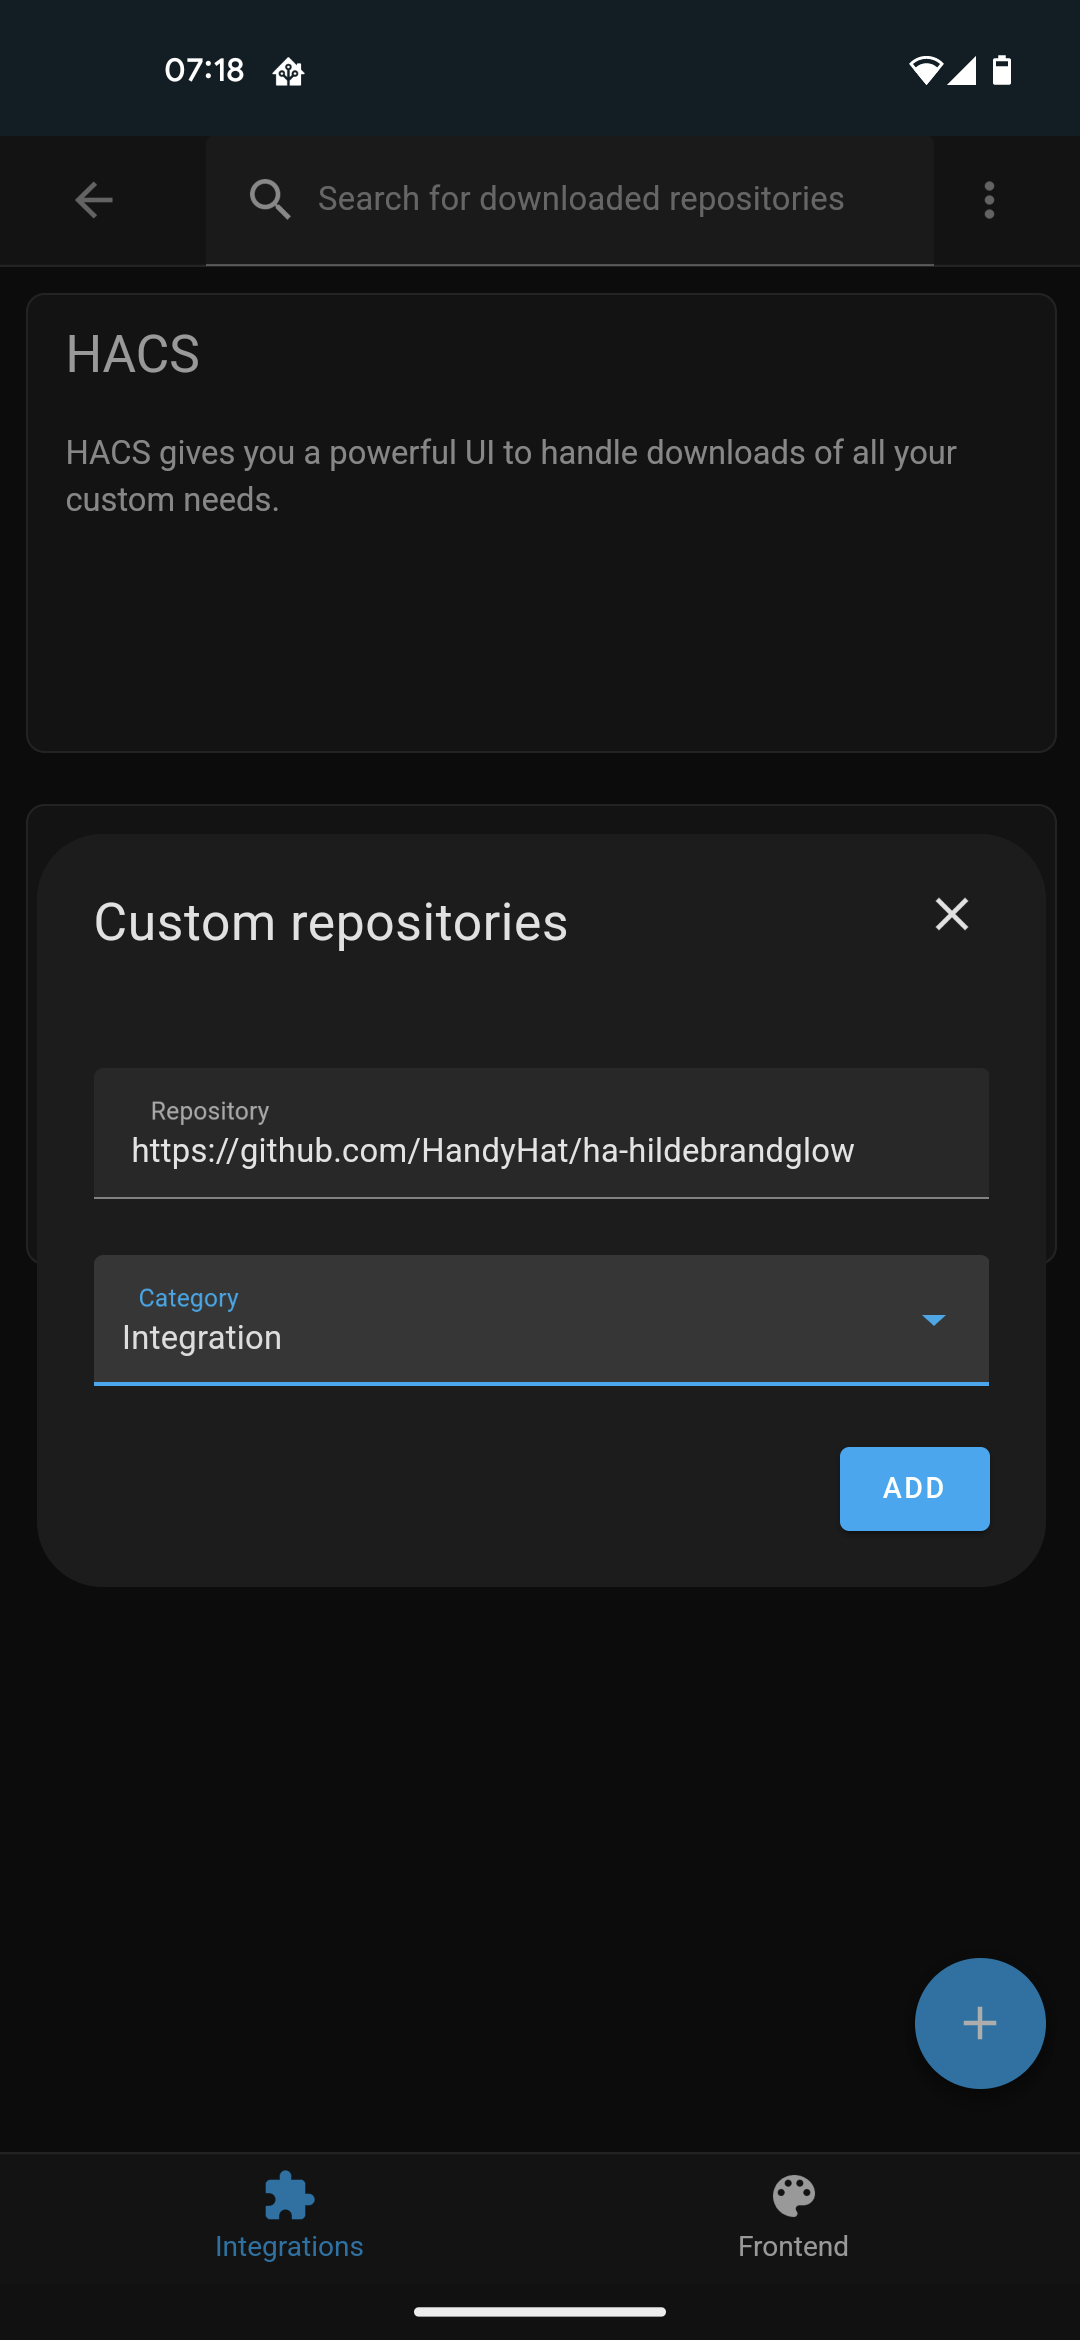 07:18
Search for downloaded repositories
HACS
HACS gives you a powerful UI to handle downloads of all your
custom needs.
Custom repositories
Repository
https://github.com/HandyHat/ha-hildebrandglow
Category
Integration
ADD
Integrations
Frontend